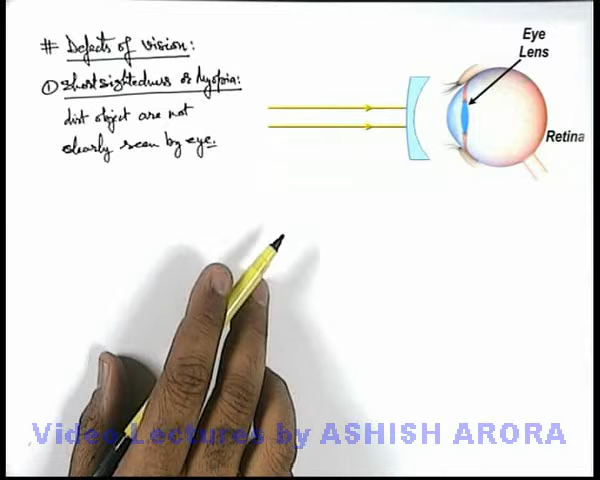 # Defects of vision:
① Shortsightedness or Myopia:
dist object are not
clearly seen by eye.
Eye
Lens
Retina
Video Lectures by ASHISH ARORA